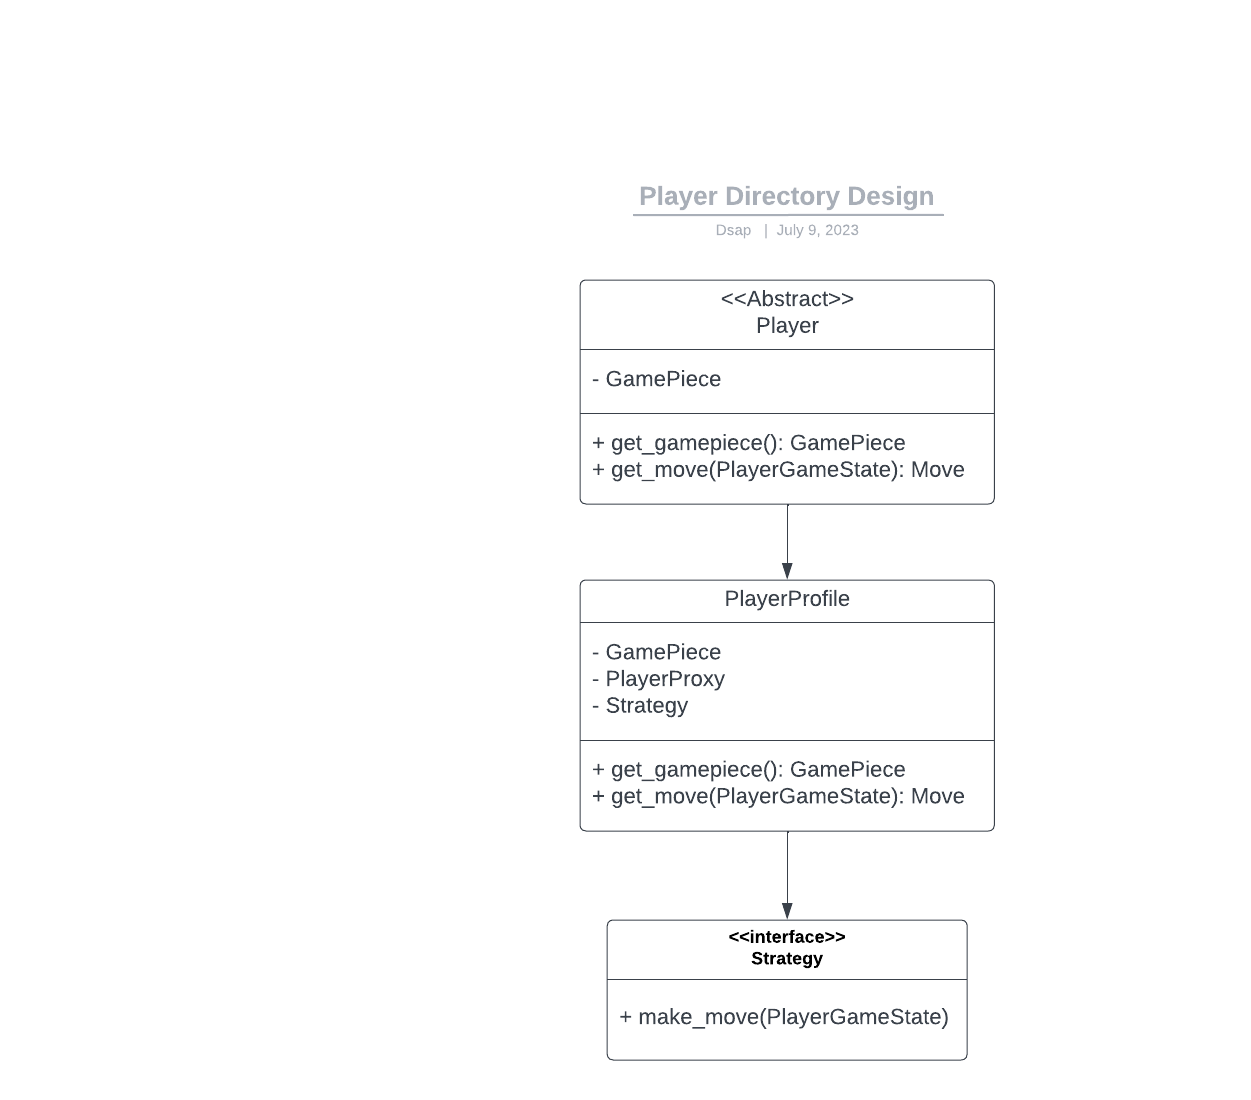 Player Directory Design
Dsap | July 9, 2023
<<Abstract>>
Player
- GamePiece
+ get_gamepiece(): GamePiece
+ get_move(PlayerGameState): Move
PlayerProfile
- GamePiece
- PlayerProxy
- Strategy
+ get_gamepiece(): GamePiece
+ get_move(PlayerGameState): Move
<<interface>>
Strategy
+ make_move(PlayerGameState)